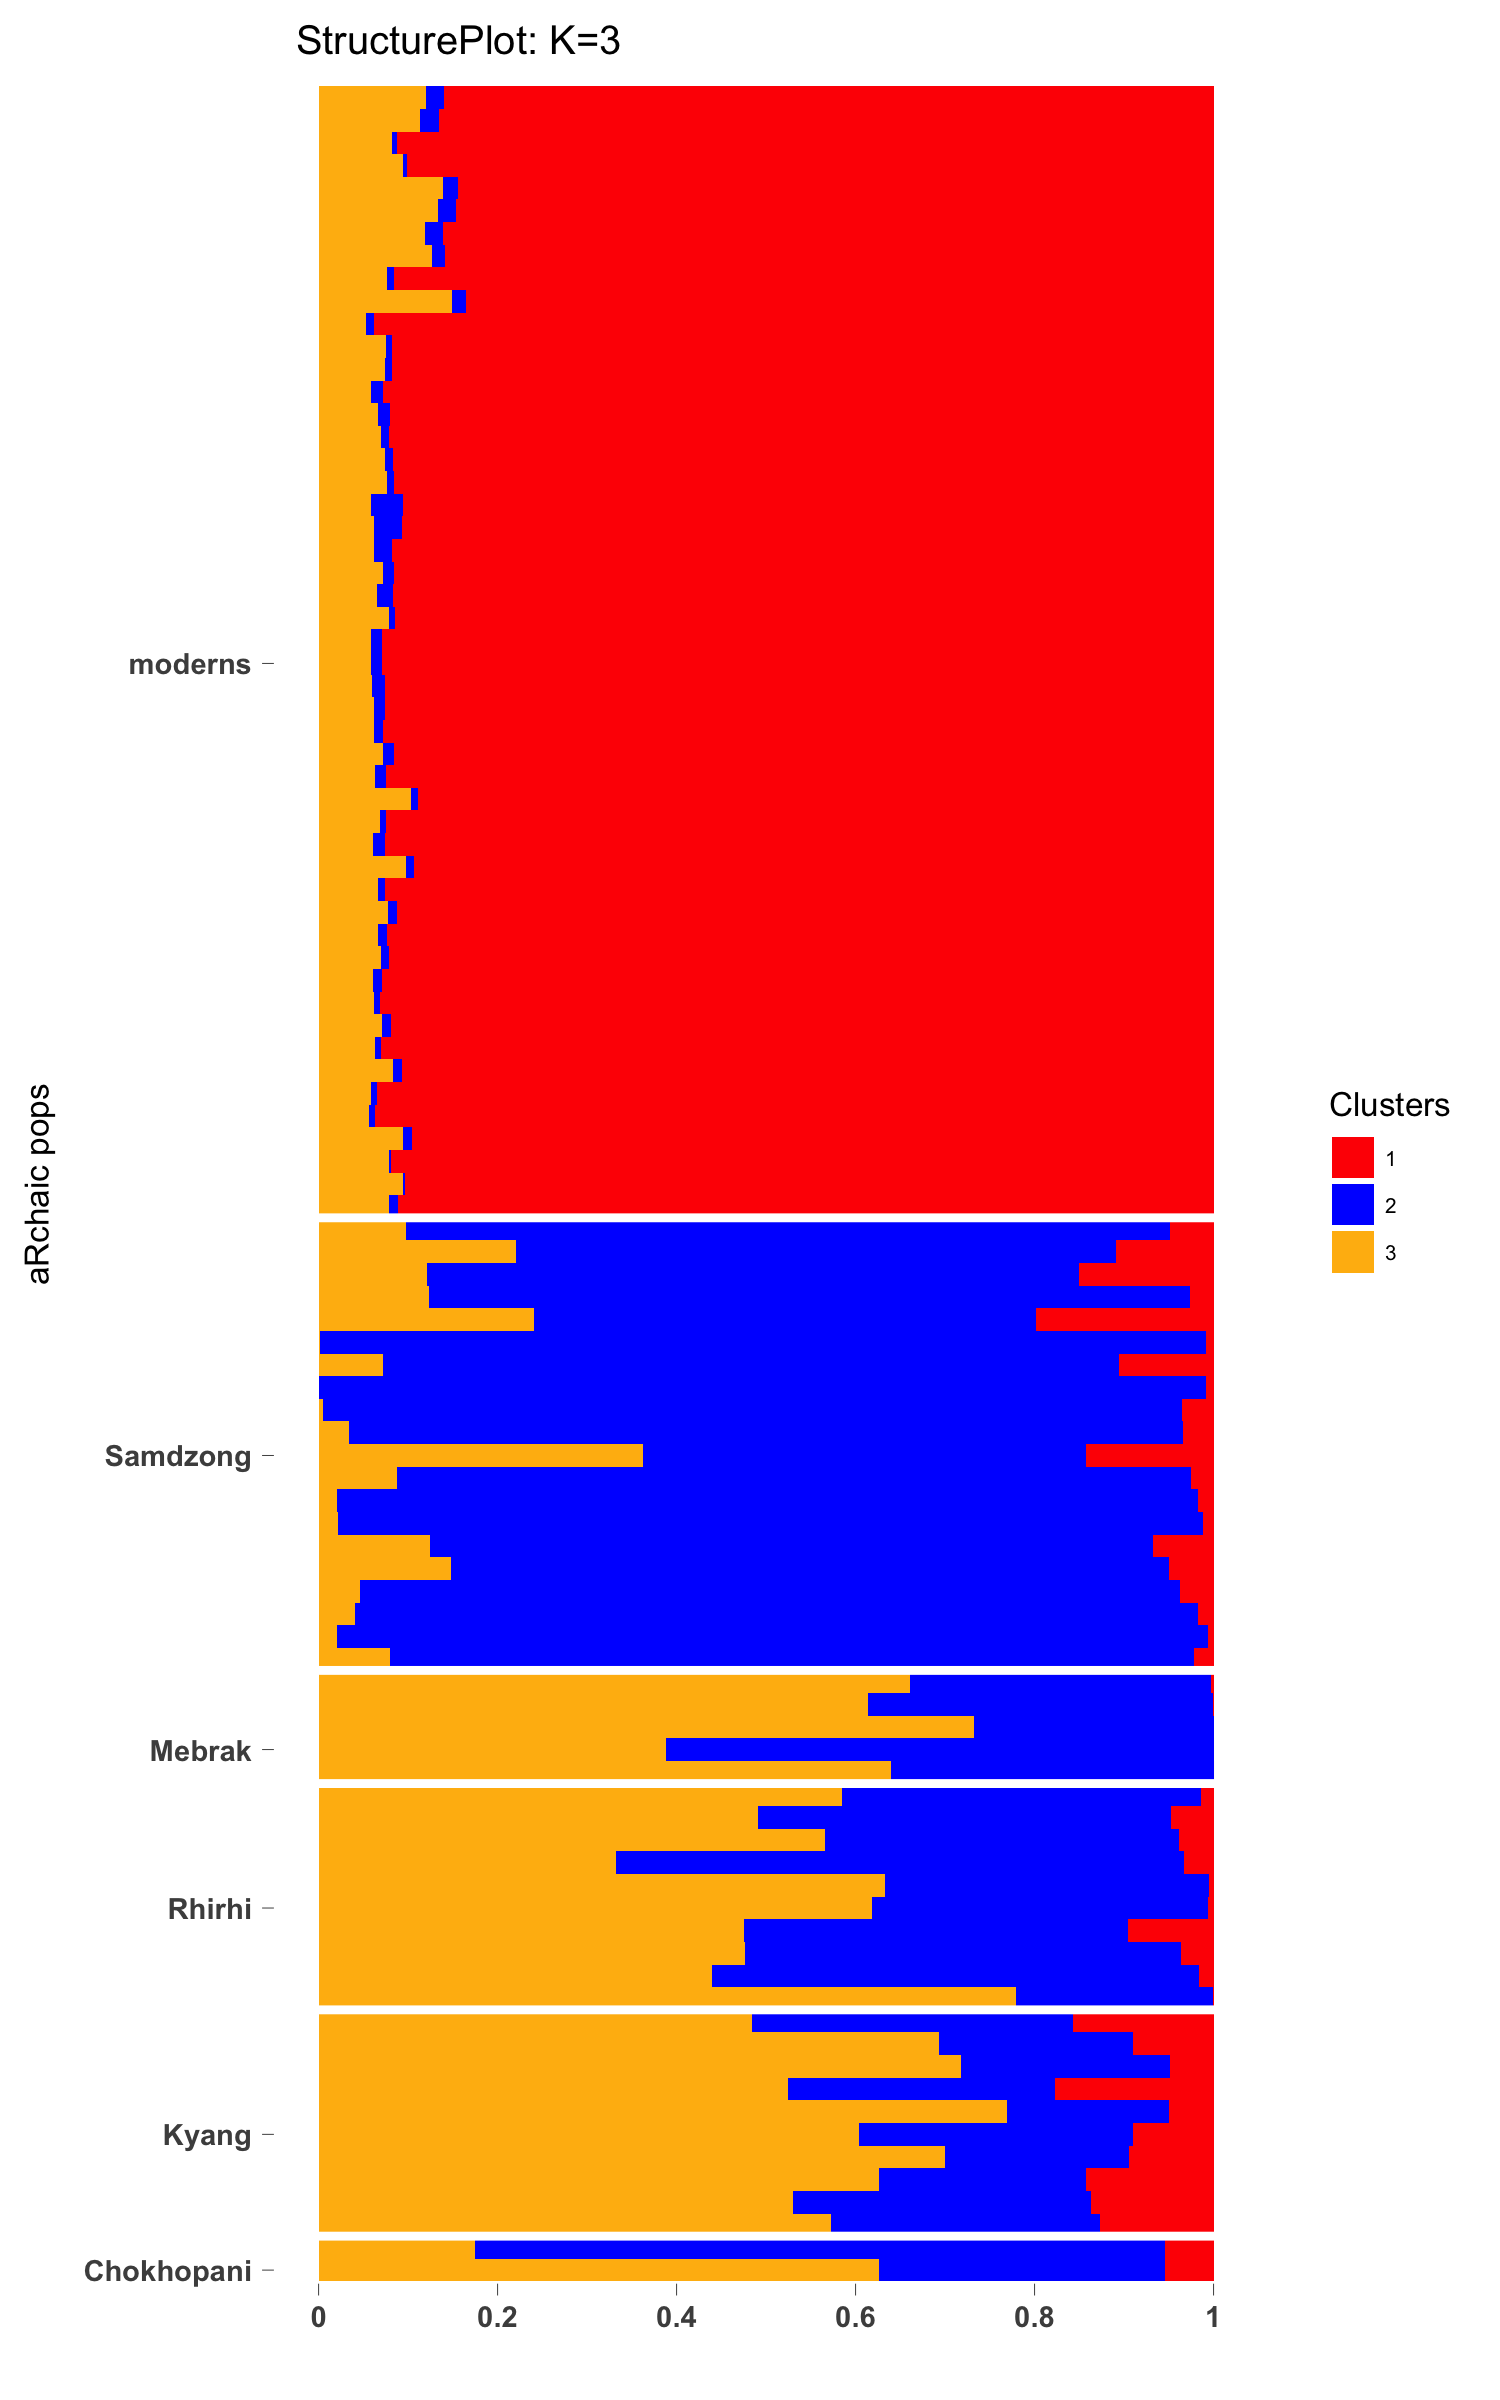 StructurePlot: K=3
aRchaic pops
moderns
Samdzong
Mebrak
Rhirhi
Kyang
Chokhopani
0 0.2 0.4 0.6 0.8 1
Clusters
1
2
3